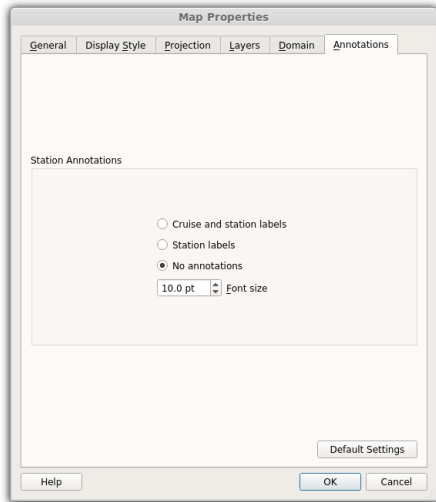 Map Properties
General Display Style Projection Layers Domain Annotations
Station Annotations
Cruise and station labels
Station labels
No annotations
10.0 pt Font size
Default Settings
Help OK Cancel